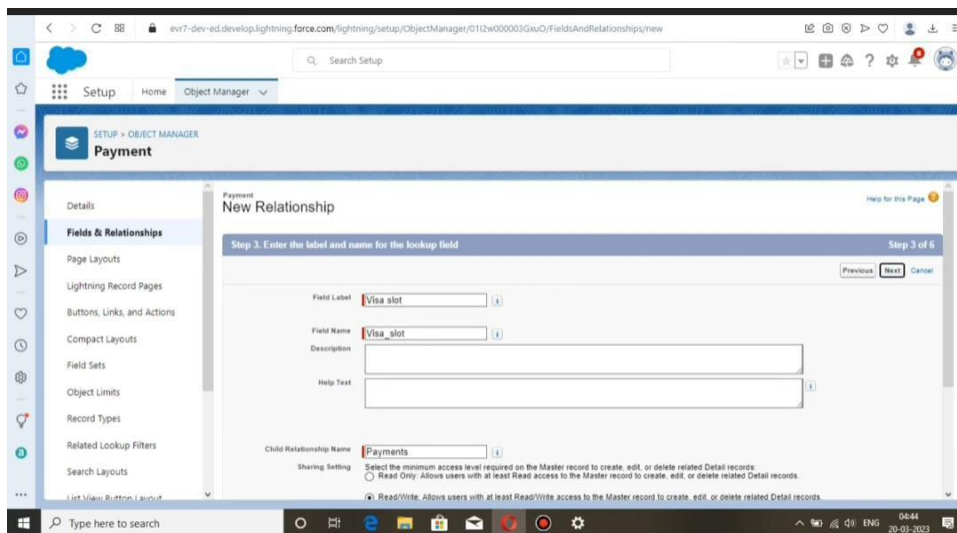 evr7-dev-ed.develop.lightning.force.com/lightning/setup/ObjectManager/01I2w000003GxuO/FieldsAndRelationships/new
Search Setup
Setup
Home
Object Manager
SETUP > OBJECT MANAGER
Payment
Details
Fields & Relationships
Page Layouts
Lightning Record Pages
Buttons, Links, and Actions
Compact Layouts
Field Sets
Object Limits
Record Types
Related Lookup Filters
Search Layouts
List View Button Layout
Payment
New Relationship
Help for this Page
Step 3. Enter the label and name for the lookup field
Step 3 of 6
Previous Next Cancel
Field Label Visa slot
Field Name Visa_slot
Description
Help Text
Child Relationship Name Payments
Sharing Setting Select the minimum access level required on the Master record to create, edit, or delete related Detail records:
Read Only: Allows users with at least Read access to the Master record to create, edit, or delete related Detail records.
Read/Write: Allows users with at least Read/Write access to the Master record to create, edit, or delete related Detail records.
Type here to search
ENG
04:44
20-03-2023